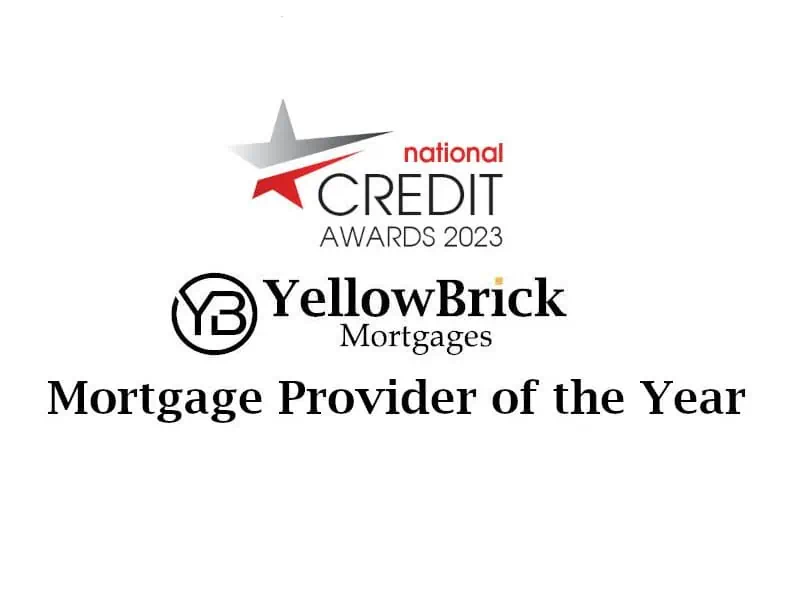 national
CREDIT
AWARDS 2023
YB YellowBrick
Mortgages
Mortgage Provider of the Year